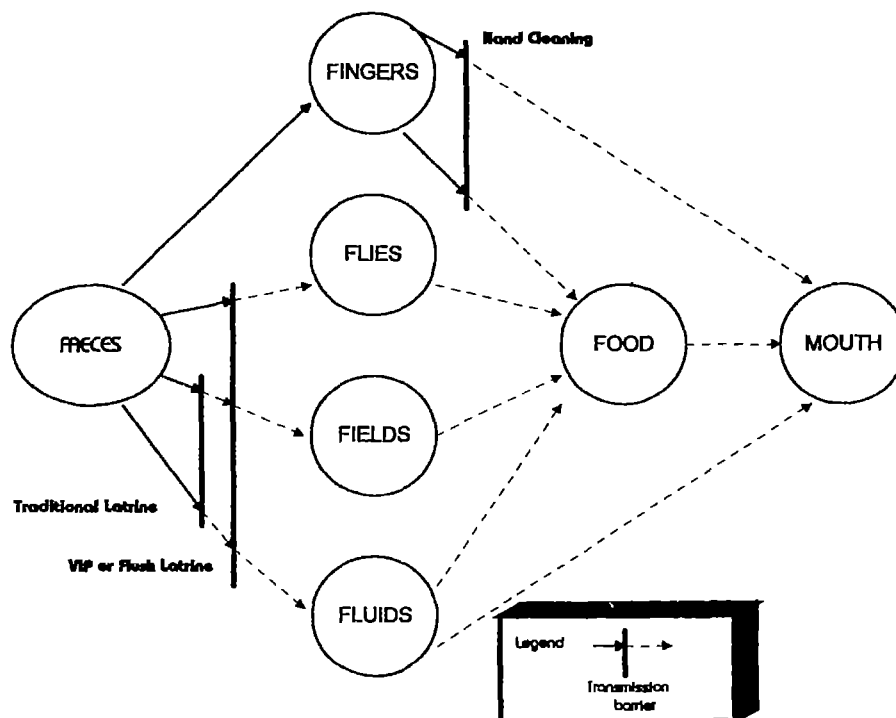 Hand Cleaning
FINGERS
FLIES
FAECES
FOOD
MOUTH
FIELDS
Traditional Latrine
VIP or Flush Latrine
FLUIDS
Legend
Transmission
barrier